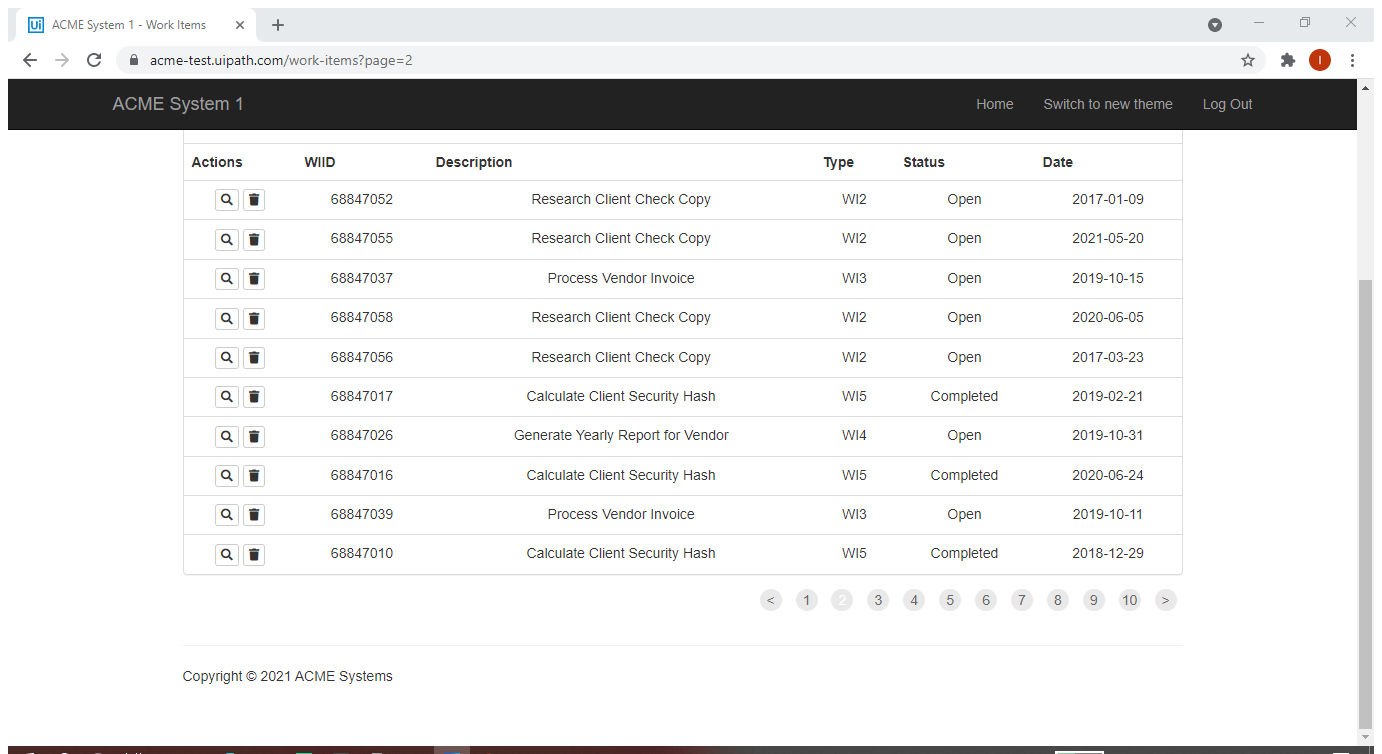 Ui ACME System 1 - Work Items
acme-test.uipath.com/work-items?page=2 I
ACME System 1 Home Switch to new theme Log Out
Actions WIID Description Type Status Date
68847052 Research Client Check Copy WI2 Open 2017-01-09
68847055 Research Client Check Copy WI2 Open 2021-05-20
68847037 Process Vendor Invoice WI3 Open 2019-10-15
68847058 Research Client Check Copy WI2 Open 2020-06-05
68847056 Research Client Check Copy WI2 Open 2017-03-23
68847017 Calculate Client Security Hash WI5 Completed 2019-02-21
68847026 Generate Yearly Report for Vendor WI4 Open 2019-10-31
68847016 Calculate Client Security Hash WI5 Completed 2020-06-24
68847039 Process Vendor Invoice WI3 Open 2019-10-11
68847010 Calculate Client Security Hash WI5 Completed 2018-12-29
< 1 2 3 4 5 6 7 8 9 10 >
Copyright © 2021 ACME Systems